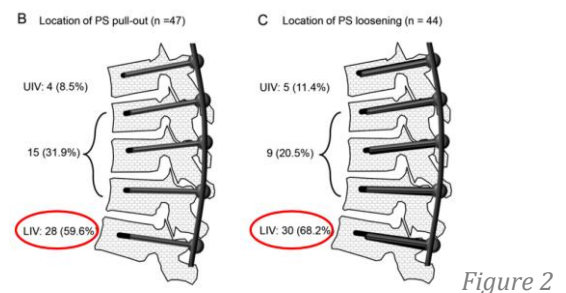 B Location of PS pull-out (n =47)
UIV: 4 (8.5%)
15 (31.9%)
LIV: 28 (59.6%)
C Location of PS loosening (n = 44)
UIV: 5 (11.4%)
9 (20.5%)
LIV: 30 (68.2%)
Figure 2